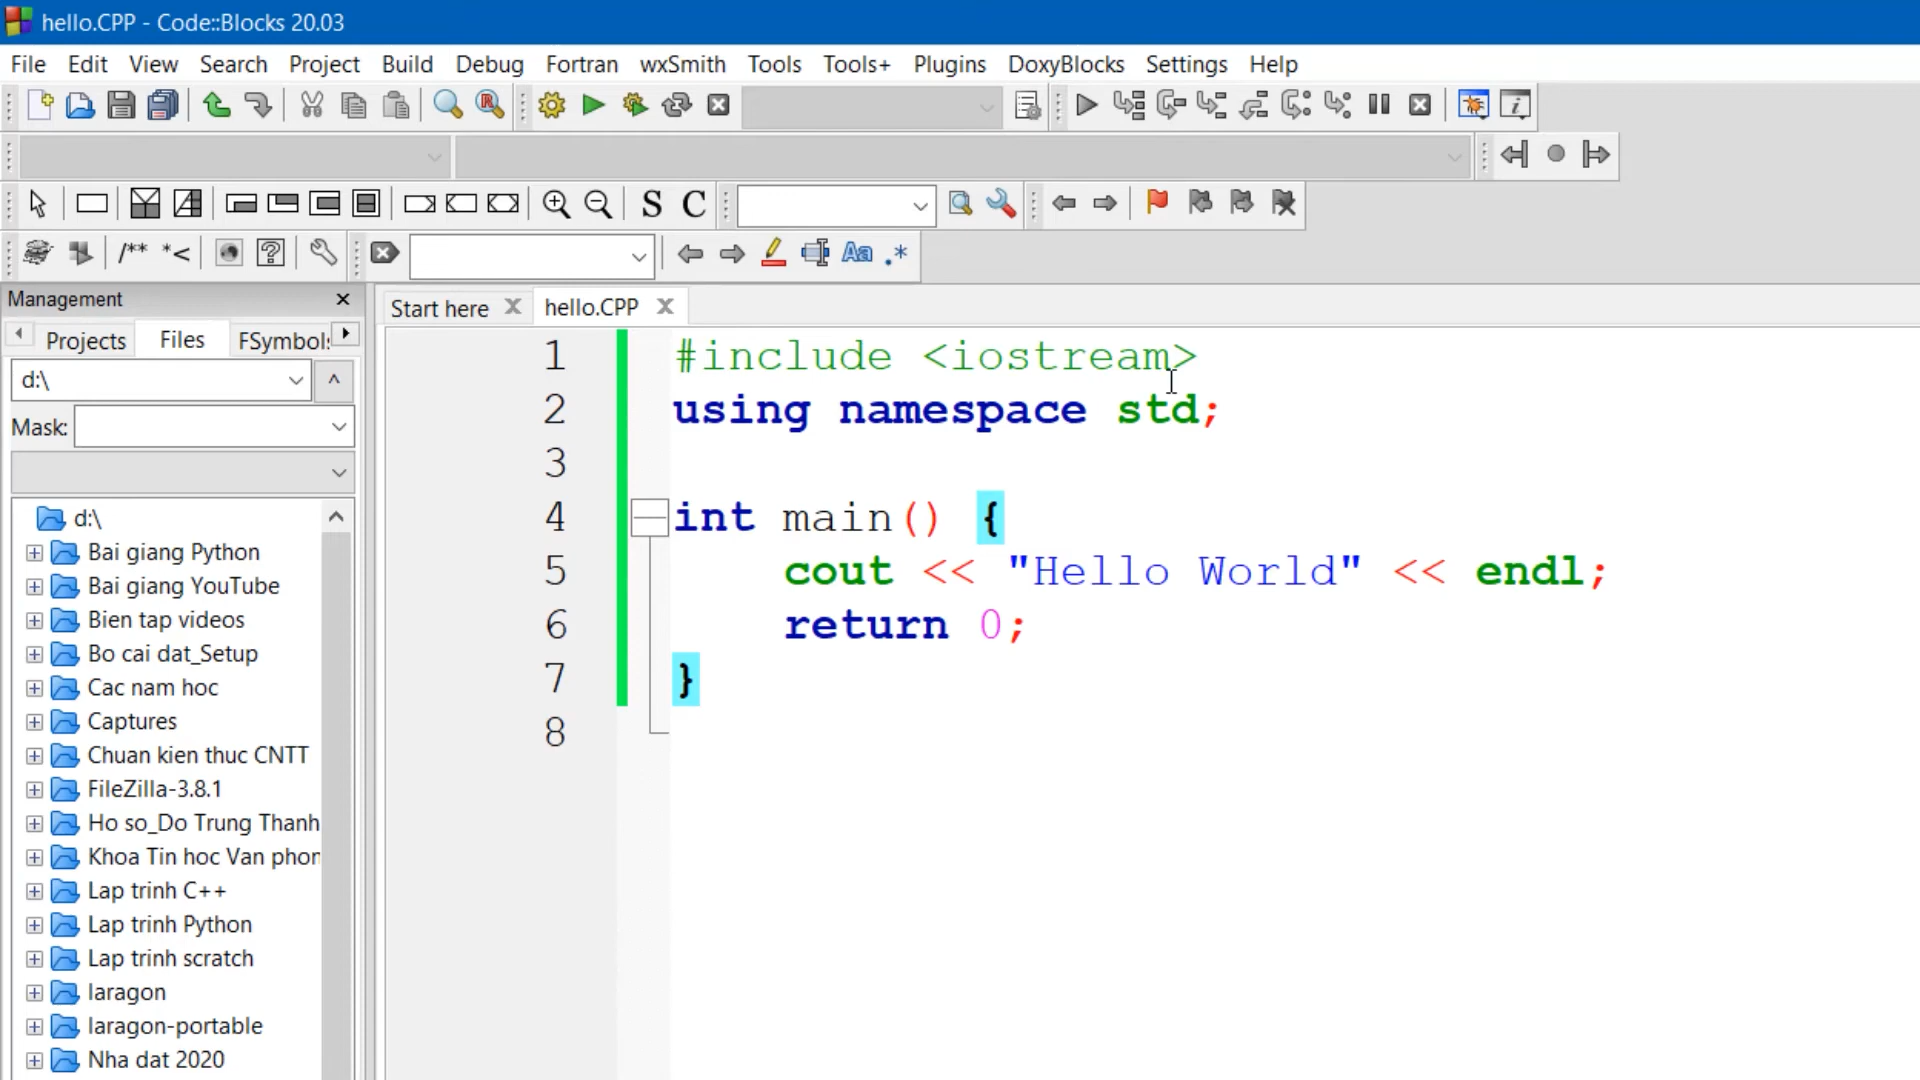 hello.CPP - Code::Blocks 20.03
File Edit View Search Project Build Debug Fortran wxSmith Tools Tools+ Plugins DoxyBlocks Settings Help
S C
/** *< Aa .*
Management
Projects Files FSymbols
d:\
Mask:
d:\
Bai giang Python
Bai giang YouTube
Bien tap videos
Bo cai dat_Setup
Cac nam hoc
Captures
Chuan kien thuc CNTT
FileZilla-3.8.1
Ho so_Do Trung Thanh
Khoa Tin hoc Van phon
Lap trinh C++
Lap trinh Python
Lap trinh scratch
laragon
laragon-portable
Nha dat 2020
Start here hello.CPP
1 #include <iostream>
2 using namespace std;
3
4 int main() {
5 cout << "Hello World" << endl;
6 return 0;
7 }
8